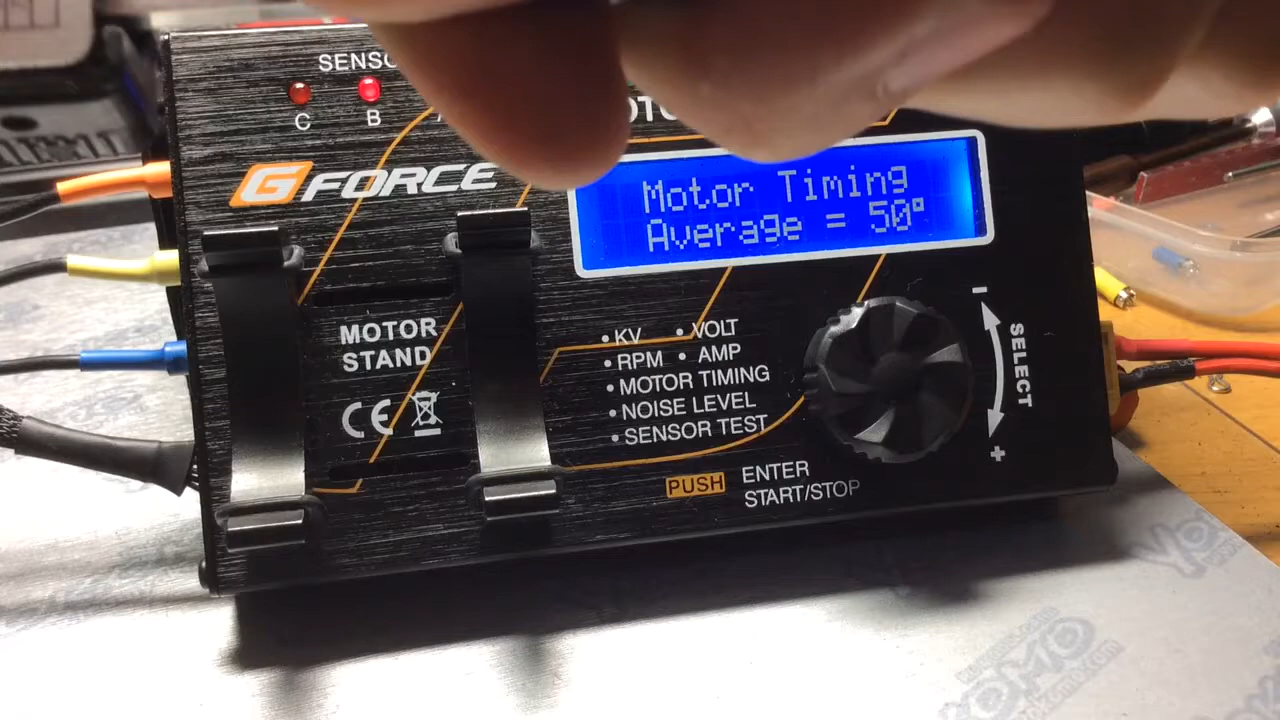 C
B
G FORCE
Motor Timing
Average = 50°
MOTOR
STAND
CE
• KV • VOLT
• RPM • AMP
• MOTOR TIMING
• NOISE LEVEL
• SENSOR TEST
− SELECT +
PUSH ENTER
START/STOP
YOKOMO